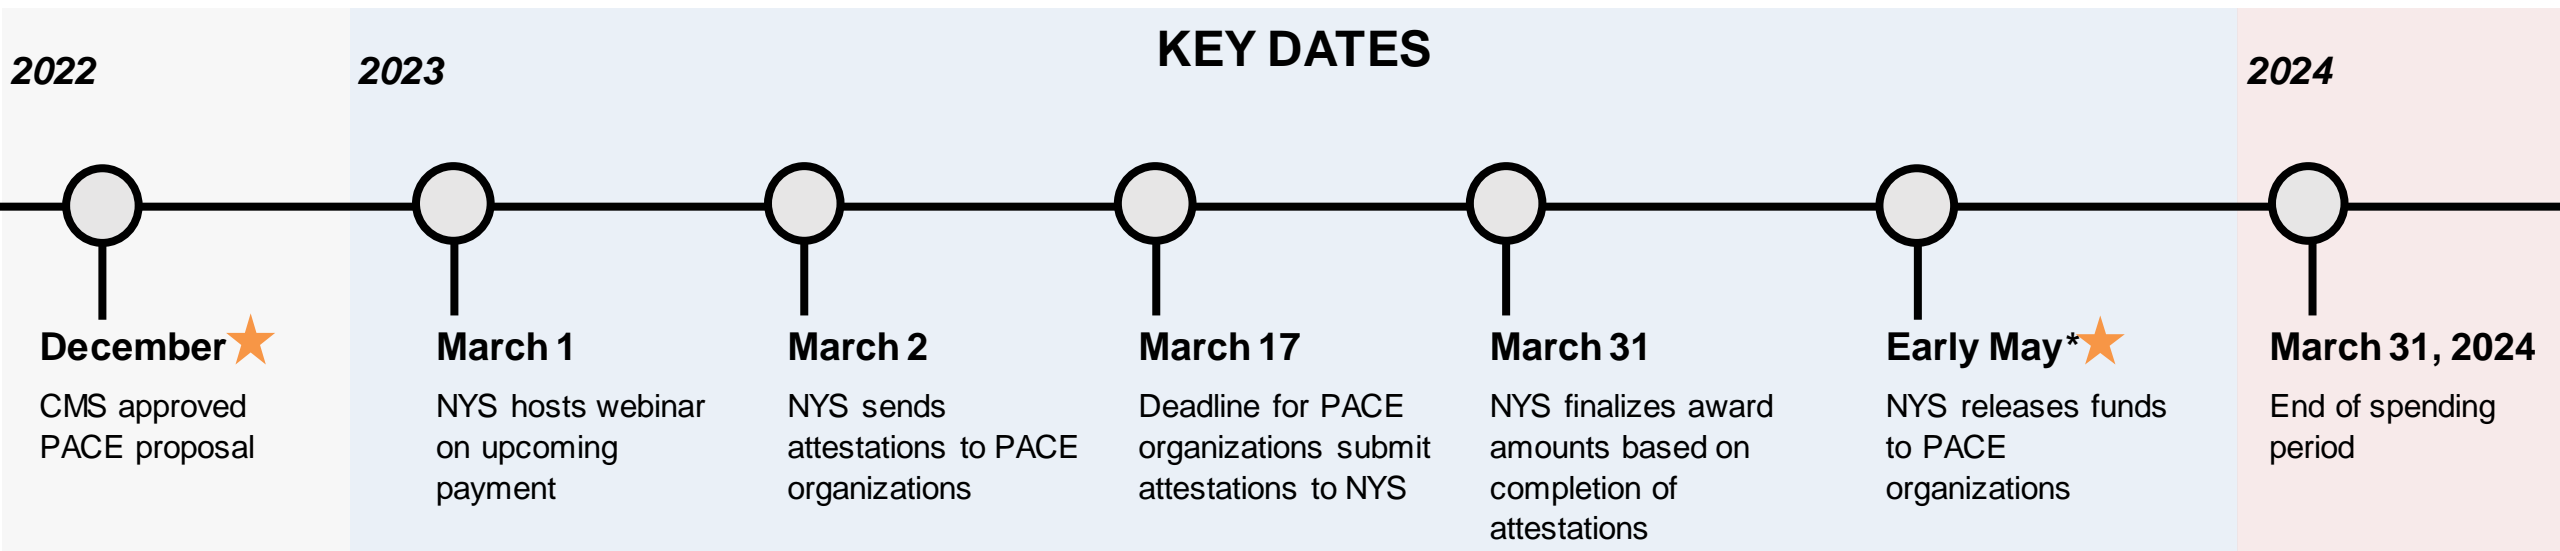 KEY DATES
2022
2023
2024
December
CMS approved
PACE proposal
March 1
NYS hosts webinar
on upcoming
payment
March 2
NYS sends
attestations to PACE
organizations
March 17
Deadline for PACE
organizations submit
attestations to NYS
March 31
NYS finalizes award
amounts based on
completion of
attestations
Early May*
NYS releases funds
to PACE
organizations
March 31, 2024
End of spending
period